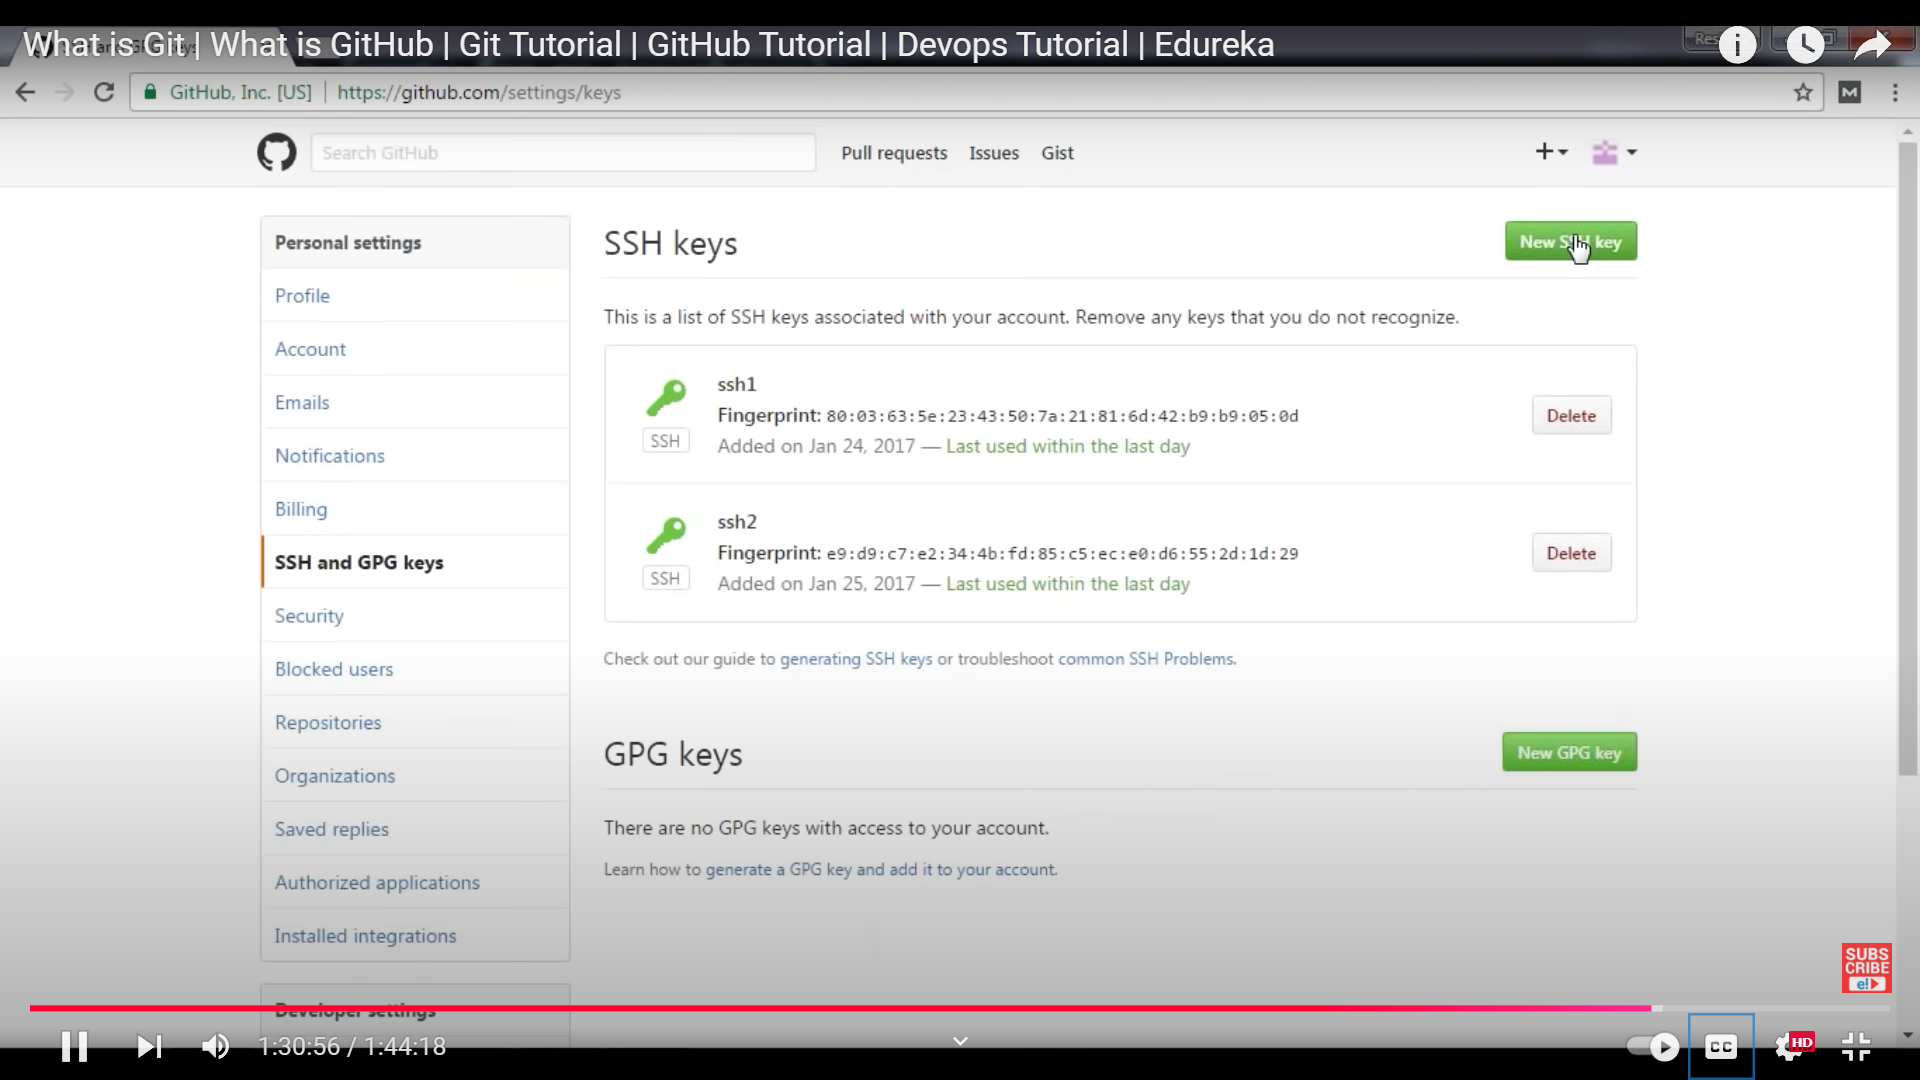 What is Git | What is GitHub | Git Tutorial | GitHub Tutorial | Devops Tutorial | Edureka
GitHub, Inc. [US] | https://github.com/settings/keys
Search GitHub
Pull requests
Issues
Gist
Personal settings
Profile
Account
Emails
Notifications
Billing
SSH and GPG keys
Security
Blocked users
Repositories
Organizations
Saved replies
Authorized applications
Installed integrations
Developer settings
SSH keys
New SSH key
This is a list of SSH keys associated with your account. Remove any keys that you do not recognize.
ssh1
Fingerprint: 80:03:63:5e:23:43:50:7a:21:81:6d:42:b9:b9:05:0d
SSH
Added on Jan 24, 2017 — Last used within the last day
Delete
ssh2
Fingerprint: e9:d9:c7:e2:34:4b:fd:85:c5:ec:e0:d6:55:2d:1d:29
SSH
Added on Jan 25, 2017 — Last used within the last day
Delete
Check out our guide to generating SSH keys or troubleshoot common SSH Problems.
GPG keys
New GPG key
There are no GPG keys with access to your account.
Learn how to generate a GPG key and add it to your account.
SUBS
CRIBE
e!
1:30:56 / 1:44:18
CC
HD